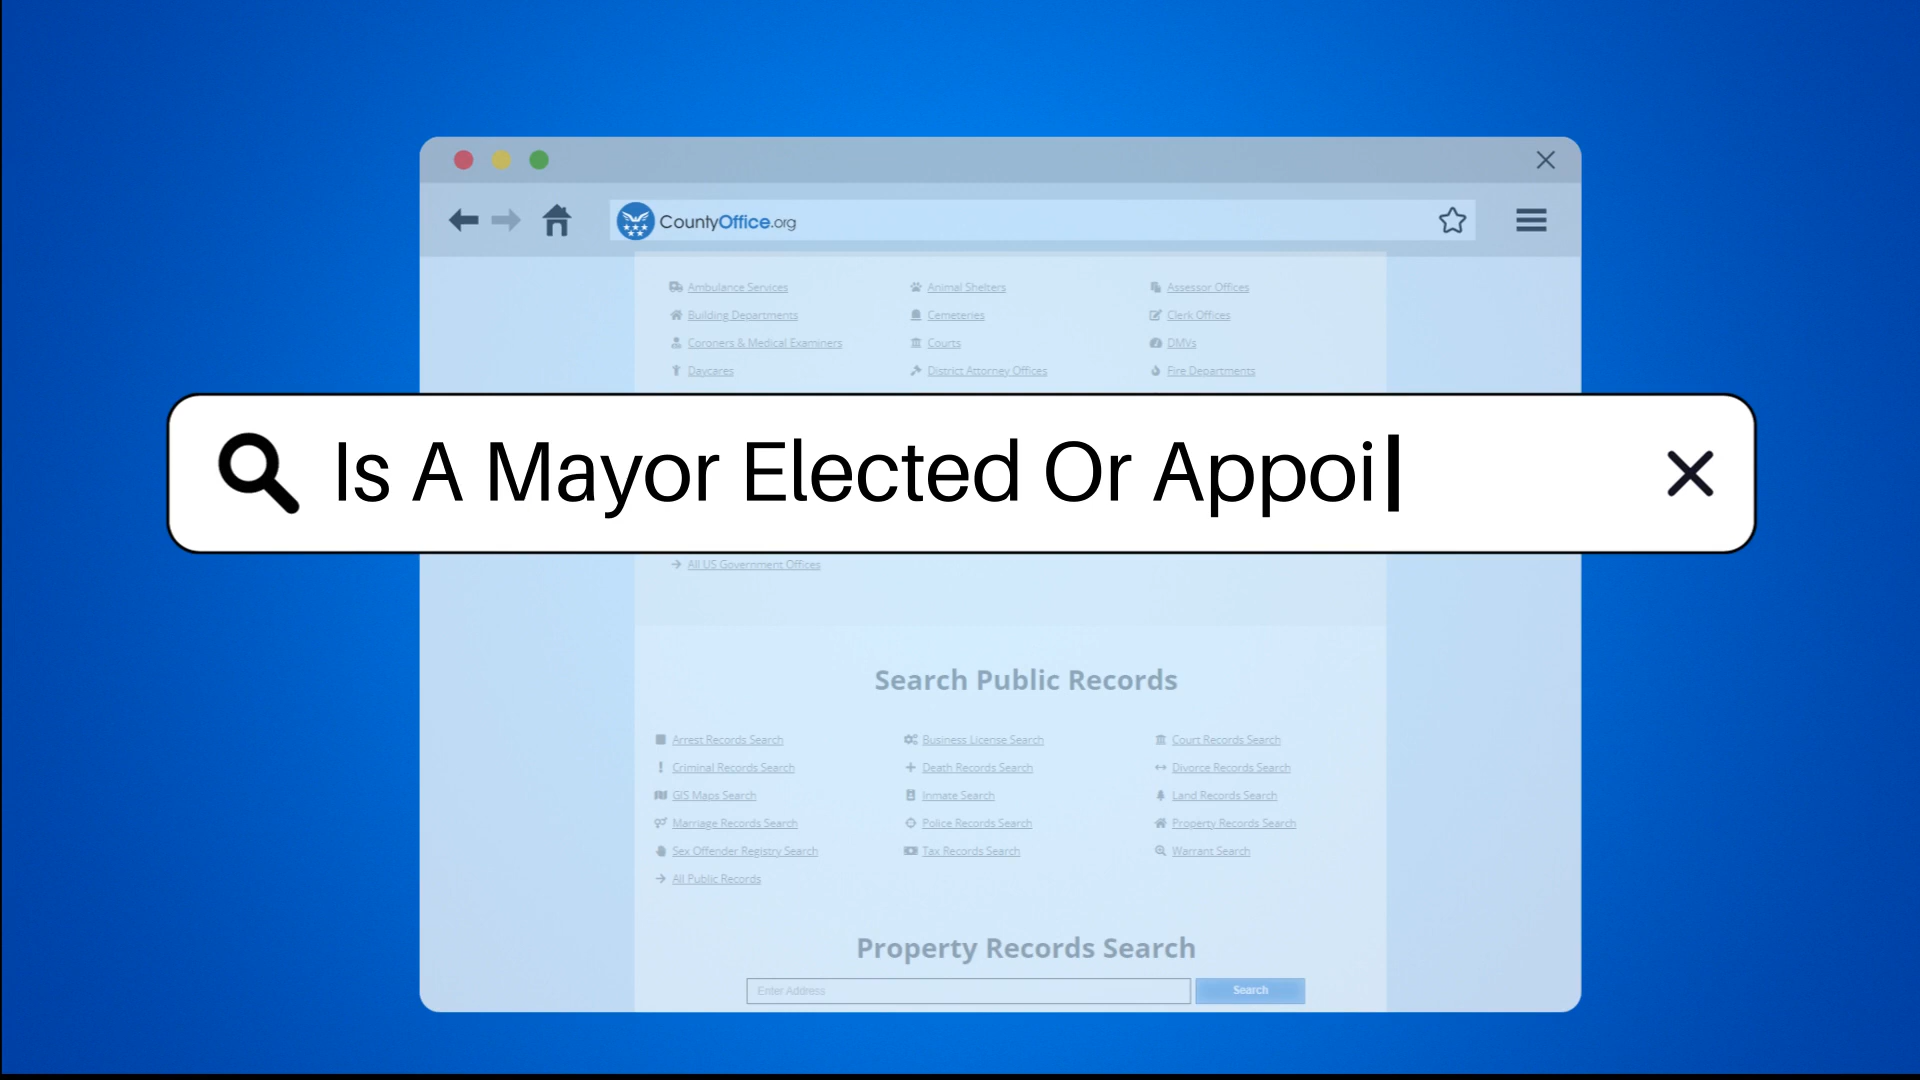 CountyOffice.org
Ambulance Services Animal Shelters Assessor Offices
Building Departments Cemeteries Clerk Offices
Coroners & Medical Examiners Courts DMVs
Daycares District Attorney Offices Fire Departments
Is A Mayor Elected Or Appoi
All US Government Offices
Search Public Records
Arrest Records Search Business License Search Court Records Search
Criminal Records Search Death Records Search Divorce Records Search
GIS Maps Search Inmate Search Land Records Search
Marriage Records Search Police Records Search Property Records Search
Sex Offender Registry Search Tax Records Search Warrant Search
All Public Records
Property Records Search
Enter Address Search